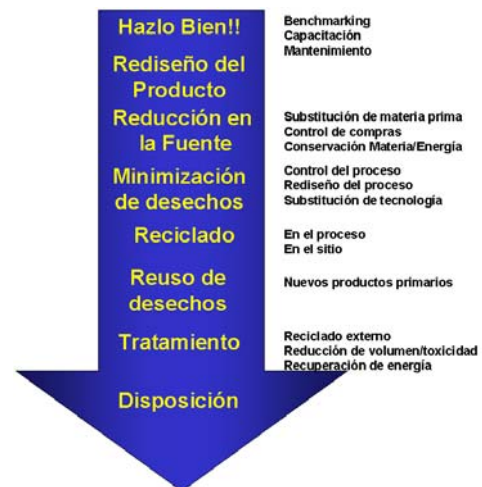 Hazlo Bien!!
Benchmarking
Capacitación
Mantenimiento
Rediseño del
Producto
Reducción en
la Fuente
Substitución de materia prima
Control de compras
Conservación Materia/Energía
Minimización
de desechos
Control del proceso
Rediseño del proceso
Substitución de tecnología
Reciclado
En el proceso
En el sitio
Reuso de
desechos
Nuevos productos primarios
Tratamiento
Reciclado externo
Reducción de volumen/toxicidad
Recuperación de energía
Disposición